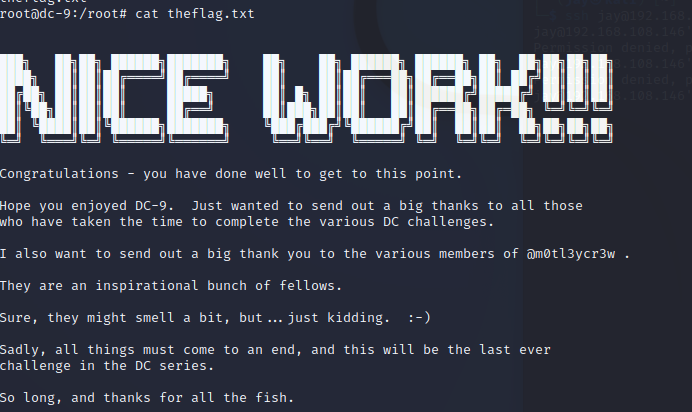 theflag.txt
root@dc-9:/root# cat theflag.txt
NICE WORK!!!
Congratulations - you have done well to get to this point.
Hope you enjoyed DC-9.  Just wanted to send out a big thanks to all those
who have taken the time to complete the various DC challenges.
I also want to send out a big thank you to the various members of @m0tl3ycr3w .
They are an inspirational bunch of fellows.
Sure, they might smell a bit, but...just kidding.  :-)
Sadly, all things must come to an end, and this will be the last ever
challenge in the DC series.
So long, and thanks for all the fish.